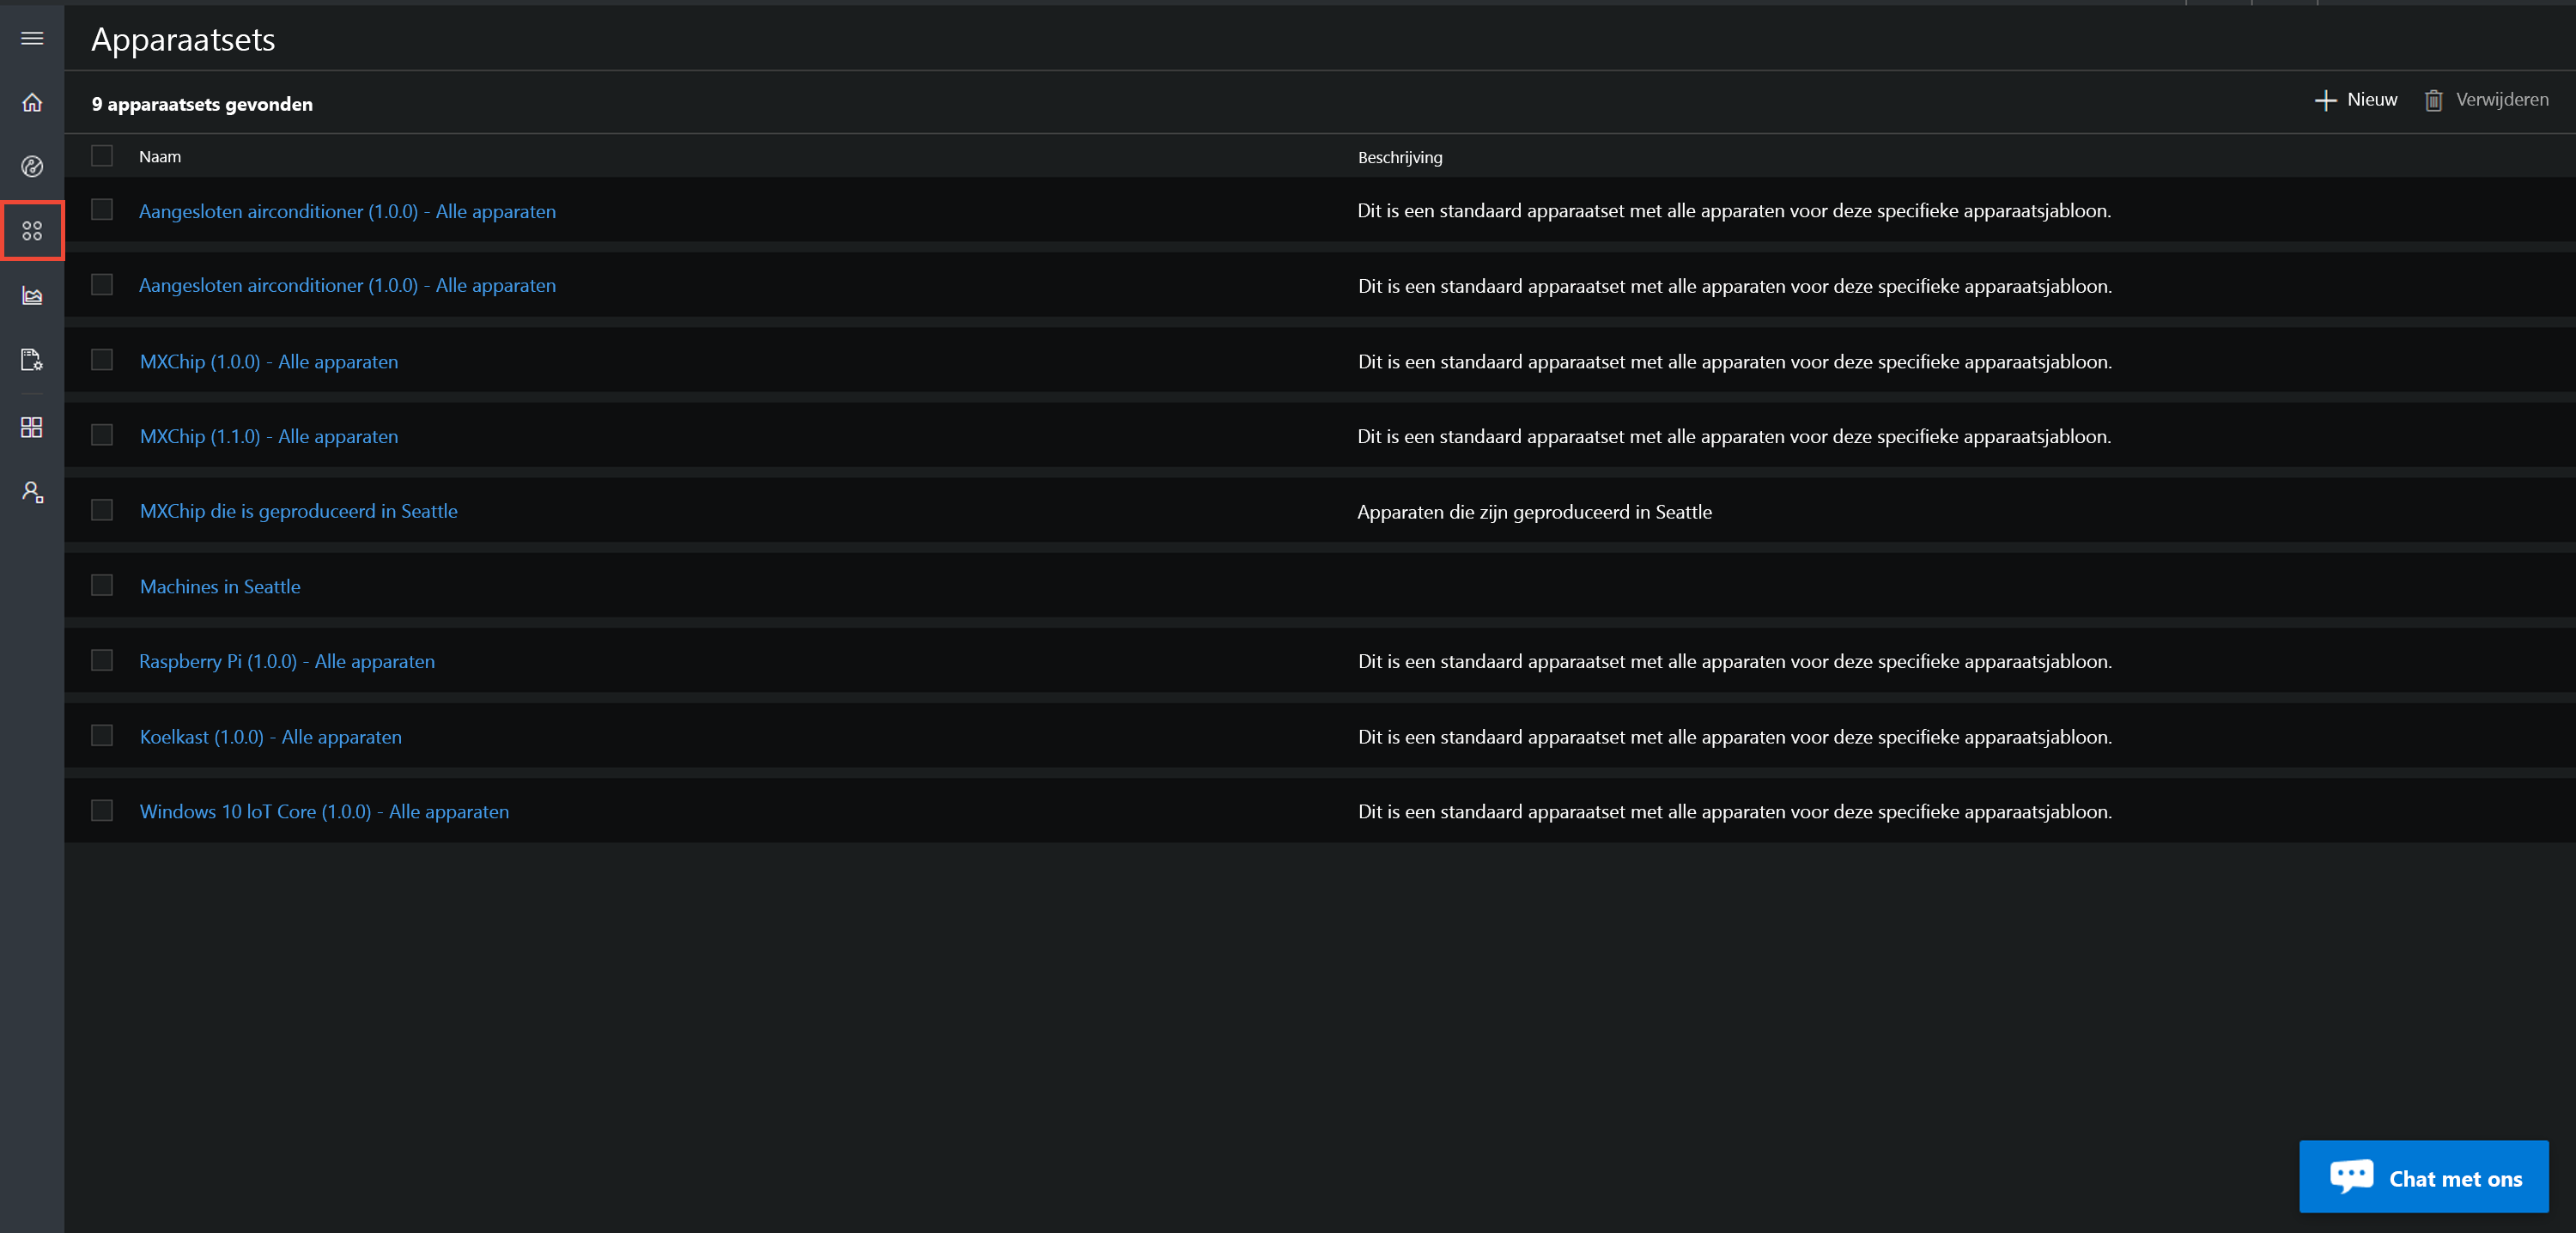 Apparaatsets
9 apparaatsets gevonden
Nieuw Verwijderen
Naam Beschrijving
Aangesloten airconditioner (1.0.0) - Alle apparaten Dit is een standaard apparaatset met alle apparaten voor deze specifieke apparaatsjabloon.
Aangesloten airconditioner (1.0.0) - Alle apparaten Dit is een standaard apparaatset met alle apparaten voor deze specifieke apparaatsjabloon.
MXChip (1.0.0) - Alle apparaten Dit is een standaard apparaatset met alle apparaten voor deze specifieke apparaatsjabloon.
MXChip (1.1.0) - Alle apparaten Dit is een standaard apparaatset met alle apparaten voor deze specifieke apparaatsjabloon.
MXChip die is geproduceerd in Seattle Apparaten die zijn geproduceerd in Seattle
Machines in Seattle
Raspberry Pi (1.0.0) - Alle apparaten Dit is een standaard apparaatset met alle apparaten voor deze specifieke apparaatsjabloon.
Koelkast (1.0.0) - Alle apparaten Dit is een standaard apparaatset met alle apparaten voor deze specifieke apparaatsjabloon.
Windows 10 loT Core (1.0.0) - Alle apparaten Dit is een standaard apparaatset met alle apparaten voor deze specifieke apparaatsjabloon.
Chat met ons